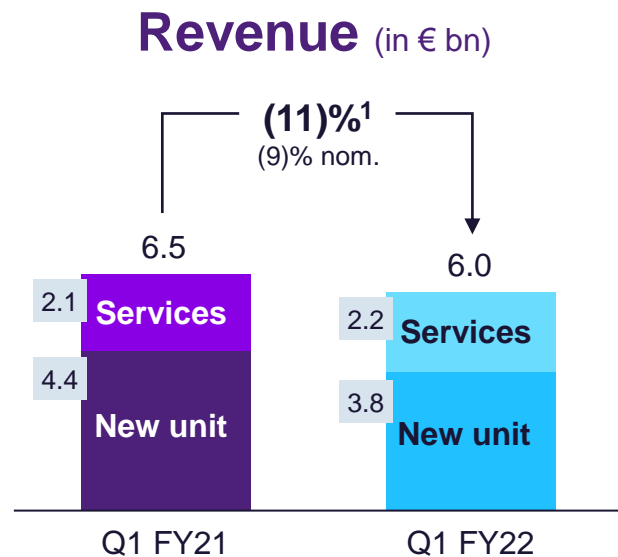 Revenue (in € bn)
(11)%¹
(9)% nom.
6.5
6.0
2.1
Services
4.4
New unit
2.2
Services
3.8
New unit
Q1 FY21
Q1 FY22